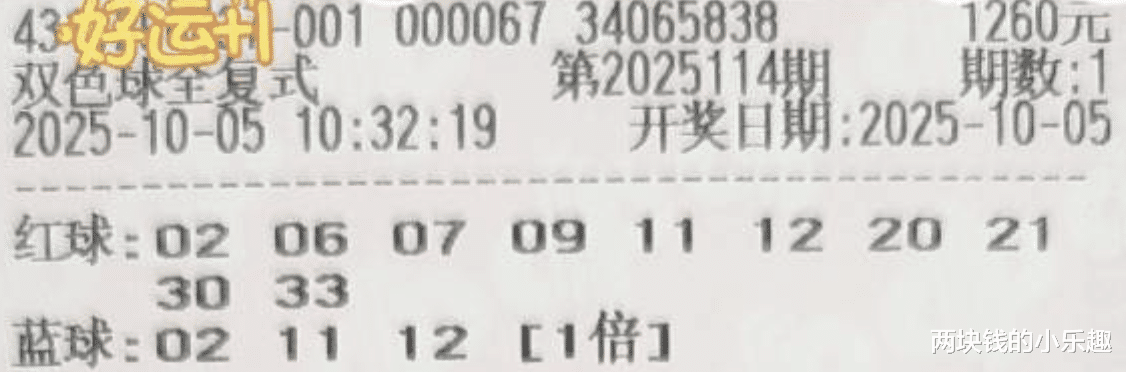 43 好运+1 -001 000067 34065838 1260元
双色球全复式 第2025114期 期数:1
2025-10-05 10:32:19 开奖日期:2025-10-05
红球:02 06 07 09 11 12 20 21
30 33
蓝球:02 11 12 [1倍]
两块钱的小乐趣